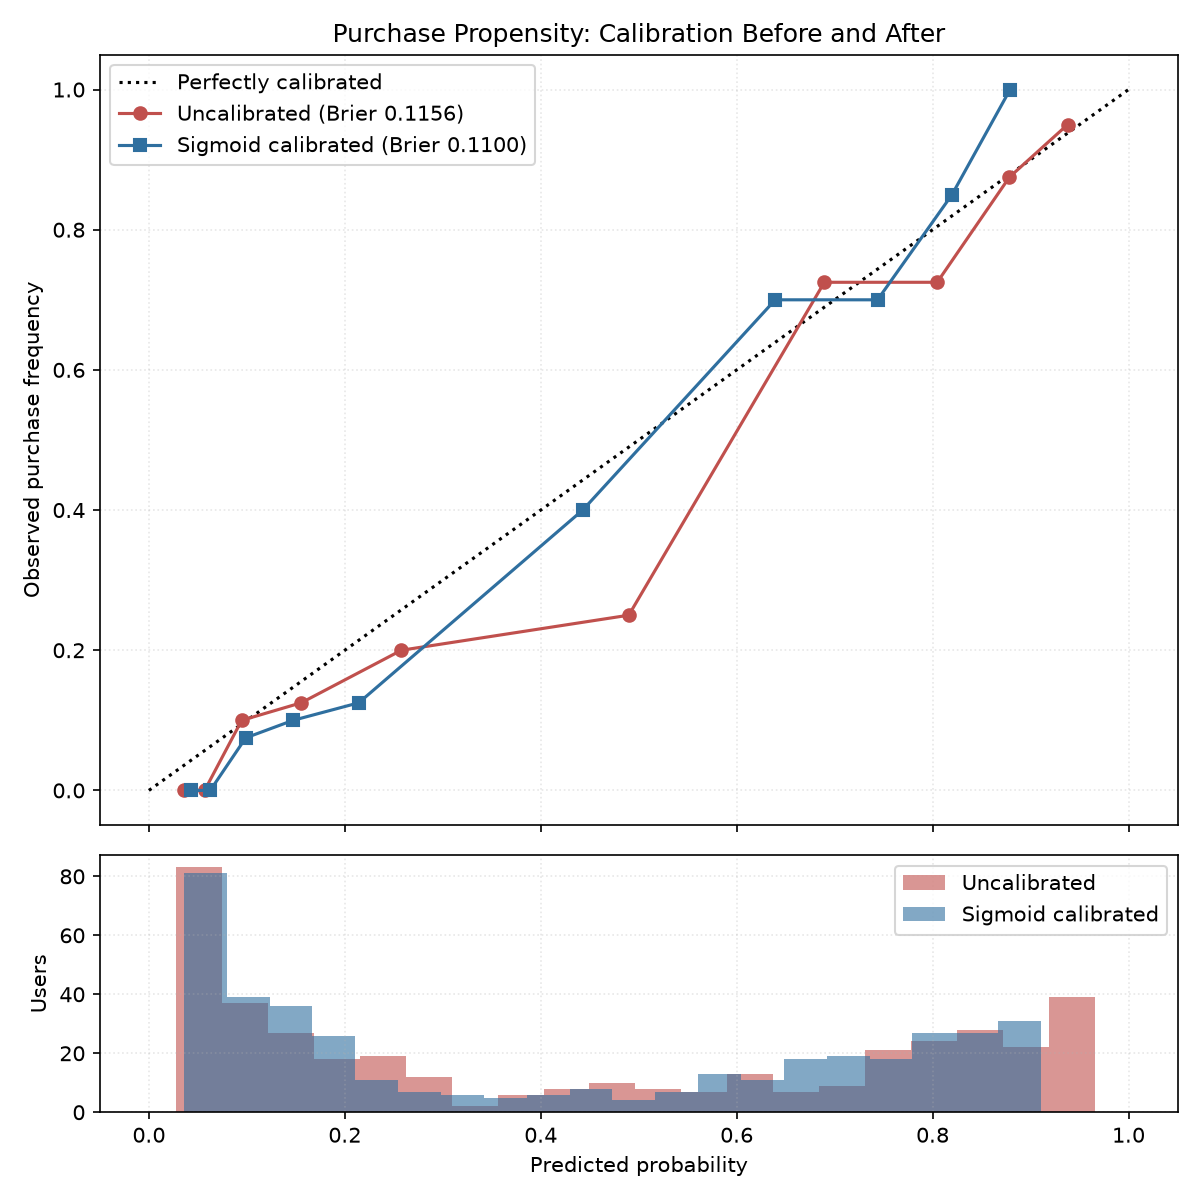 Purchase Propensity: Calibration Before and After
Perfectly calibrated
Uncalibrated (Brier 0.1156)
Sigmoid calibrated (Brier 0.1100)
1.0
0.8
0.6
0.4
0.2
0.0
Observed purchase frequency
Uncalibrated
Sigmoid calibrated
80
60
40
20
0
Users
0.0 0.2 0.4 0.6 0.8 1.0
Predicted probability